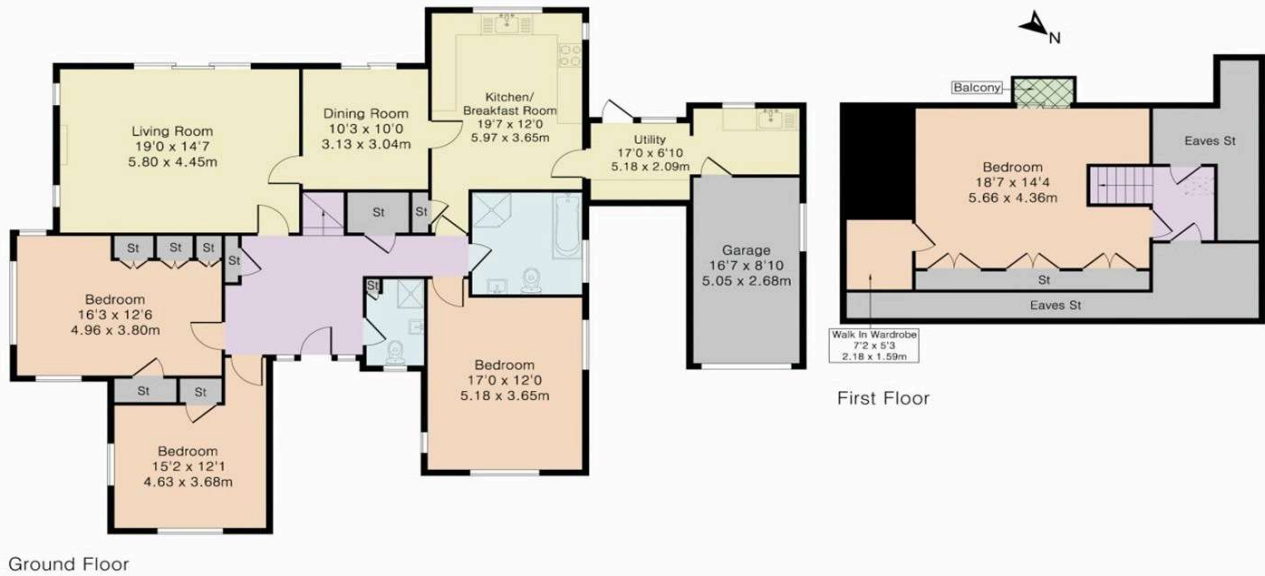 Living Room
19'0 x 14'7
5.80 x 4.45m
Dining Room
10'3 x 10'0
3.13 x 3.04m
Kitchen/
Breakfast Room
19'7 x 12'0
5.97 x 3.65m
Utility
17'0 x 6'10
5.18 x 2.09m
Garage
16'7 x 8'10
5.05 x 2.68m
St
St
St
St
St
St
St
Bedroom
16'3 x 12'6
4.96 x 3.80m
St
St
Bedroom
15'2 x 12'1
4.63 x 3.68m
Bedroom
17'0 x 12'0
5.18 x 3.65m
Ground Floor
N
Balcony
Bedroom
18'7 x 14'4
5.66 x 4.36m
Eaves St
St
Eaves St
Walk In Wardrobe
7'2 x 5'3
2.18 x 1.59m
First Floor